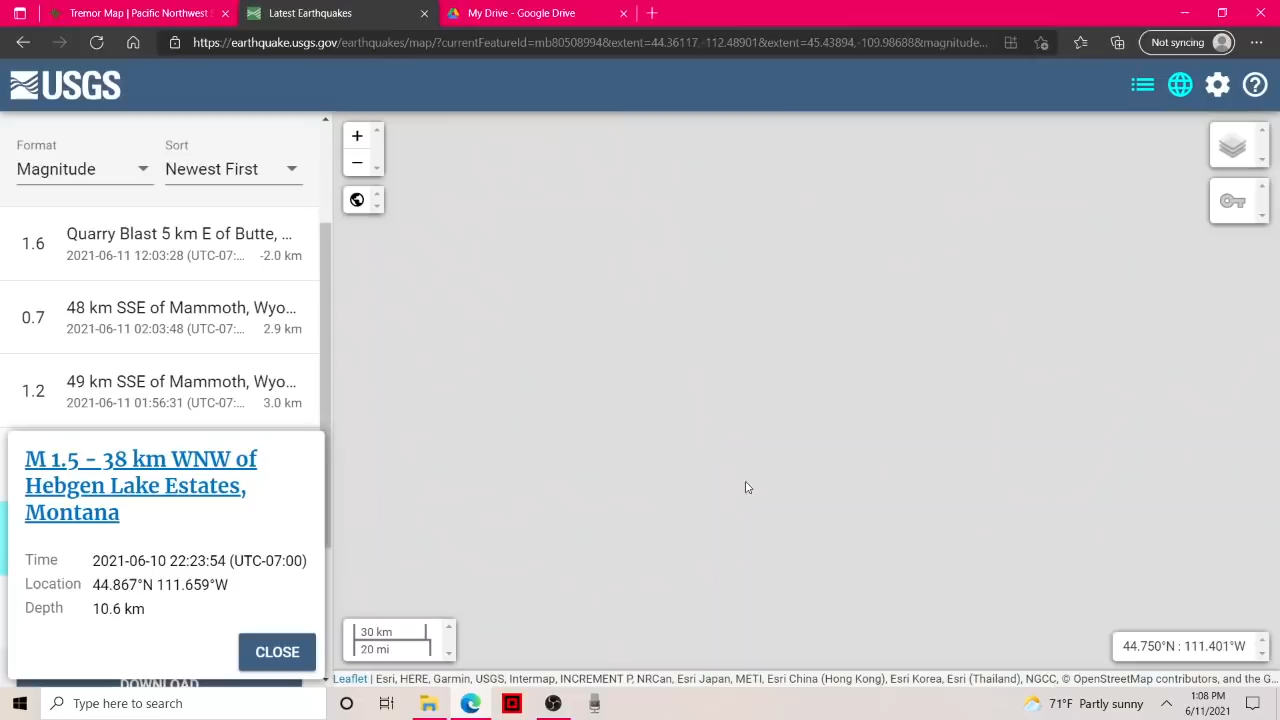 Tremor Map | Pacific Northwest S
Latest Earthquakes
My Drive - Google Drive
https://earthquake.usgs.gov/earthquakes/map/?currentFeatureId=mb80508994&extent=44.36117,-112.48901&extent=45.43894,-109.98688&magnitude...
Not syncing
USGS
Format
Sort
Magnitude
Newest First
1.6
Quarry Blast 5 km E of Butte, ...
2021-06-11 12:03:28 (UTC-07:...
-2.0 km
0.7
48 km SSE of Mammoth, Wyo...
2021-06-11 02:03:48 (UTC-07:...
2.9 km
1.2
49 km SSE of Mammoth, Wyo...
2021-06-11 01:56:31 (UTC-07:...
3.0 km
M 1.5 - 38 km WNW of
Hebgen Lake Estates,
Montana
Time
2021-06-10 22:23:54 (UTC-07:00)
Location
44.867°N 111.659°W
Depth
10.6 km
CLOSE
DOWNLOAD
30 km
20 mi
44.750°N : 111.401°W
Leaflet | Esri, HERE, Garmin, USGS, Intermap, INCREMENT P, NRCan, Esri Japan, METI, Esri China (Hong Kong), Esri Korea, Esri (Thailand), NGCC, © OpenStreetMap contributors, and the G
Type here to search
71°F Partly sunny
1:08 PM
6/11/2021